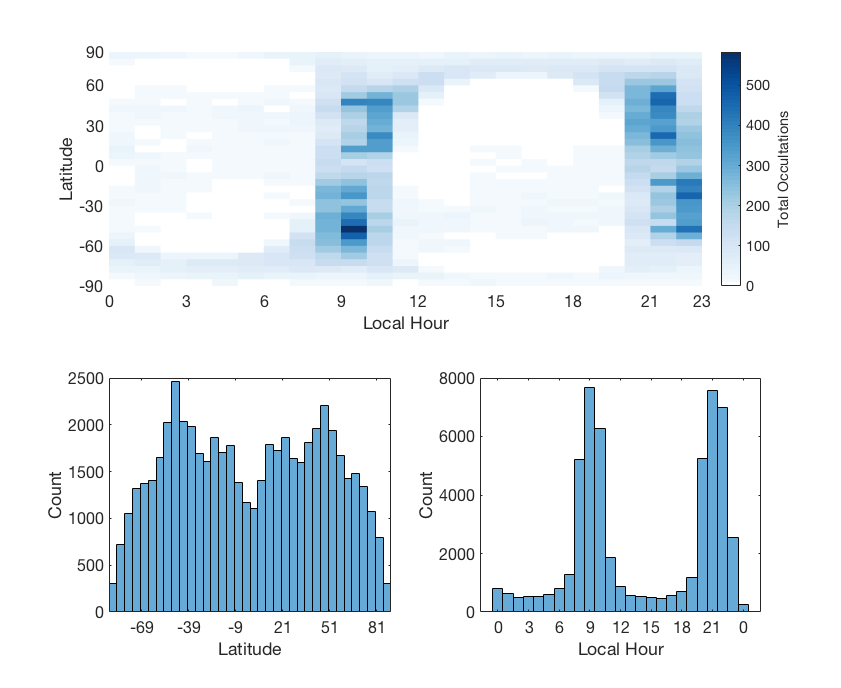 90
60
30
0
-30
-60
-90
Latitude
0 3 6 9 12 15 18 21 23
Local Hour
500
400
300
200
100
0
Total Occultations
2500
2000
1500
1000
500
0
Count
-69 -39 -9 21 51 81
Latitude
8000
6000
4000
2000
0
Count
0 3 6 9 12 15 18 21 0
Local Hour